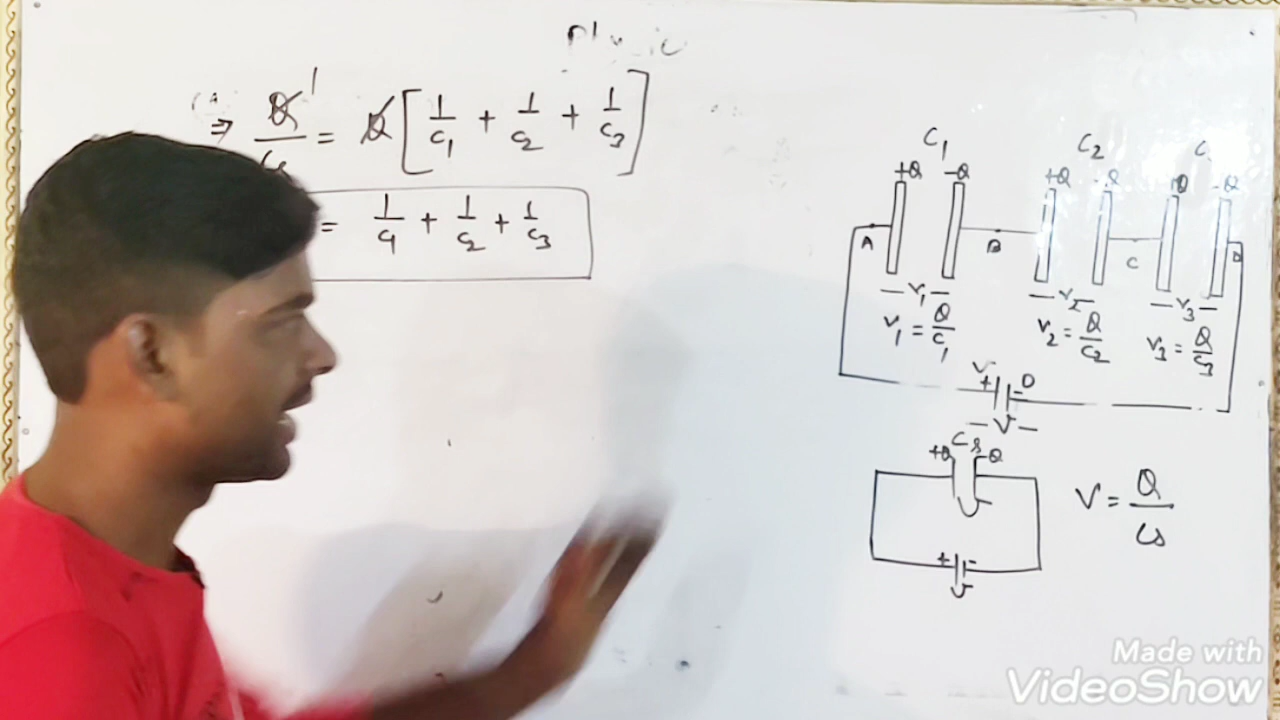 ⇒ Q/Cs = Q[1/C1 + 1/C2 + 1/C3]
= 1/C1 + 1/C2 + 1/C3
C1 C2
+Q -Q +Q -Q +Q -Q
A B C D
V1 V2 V3
V1 = Q/C1 V2 = Q/C2 V3 = Q/C3
V
+ - D
V
Cs
+Q -Q
V
V = Q/Cs
+ -
V
Made with
VideoShow